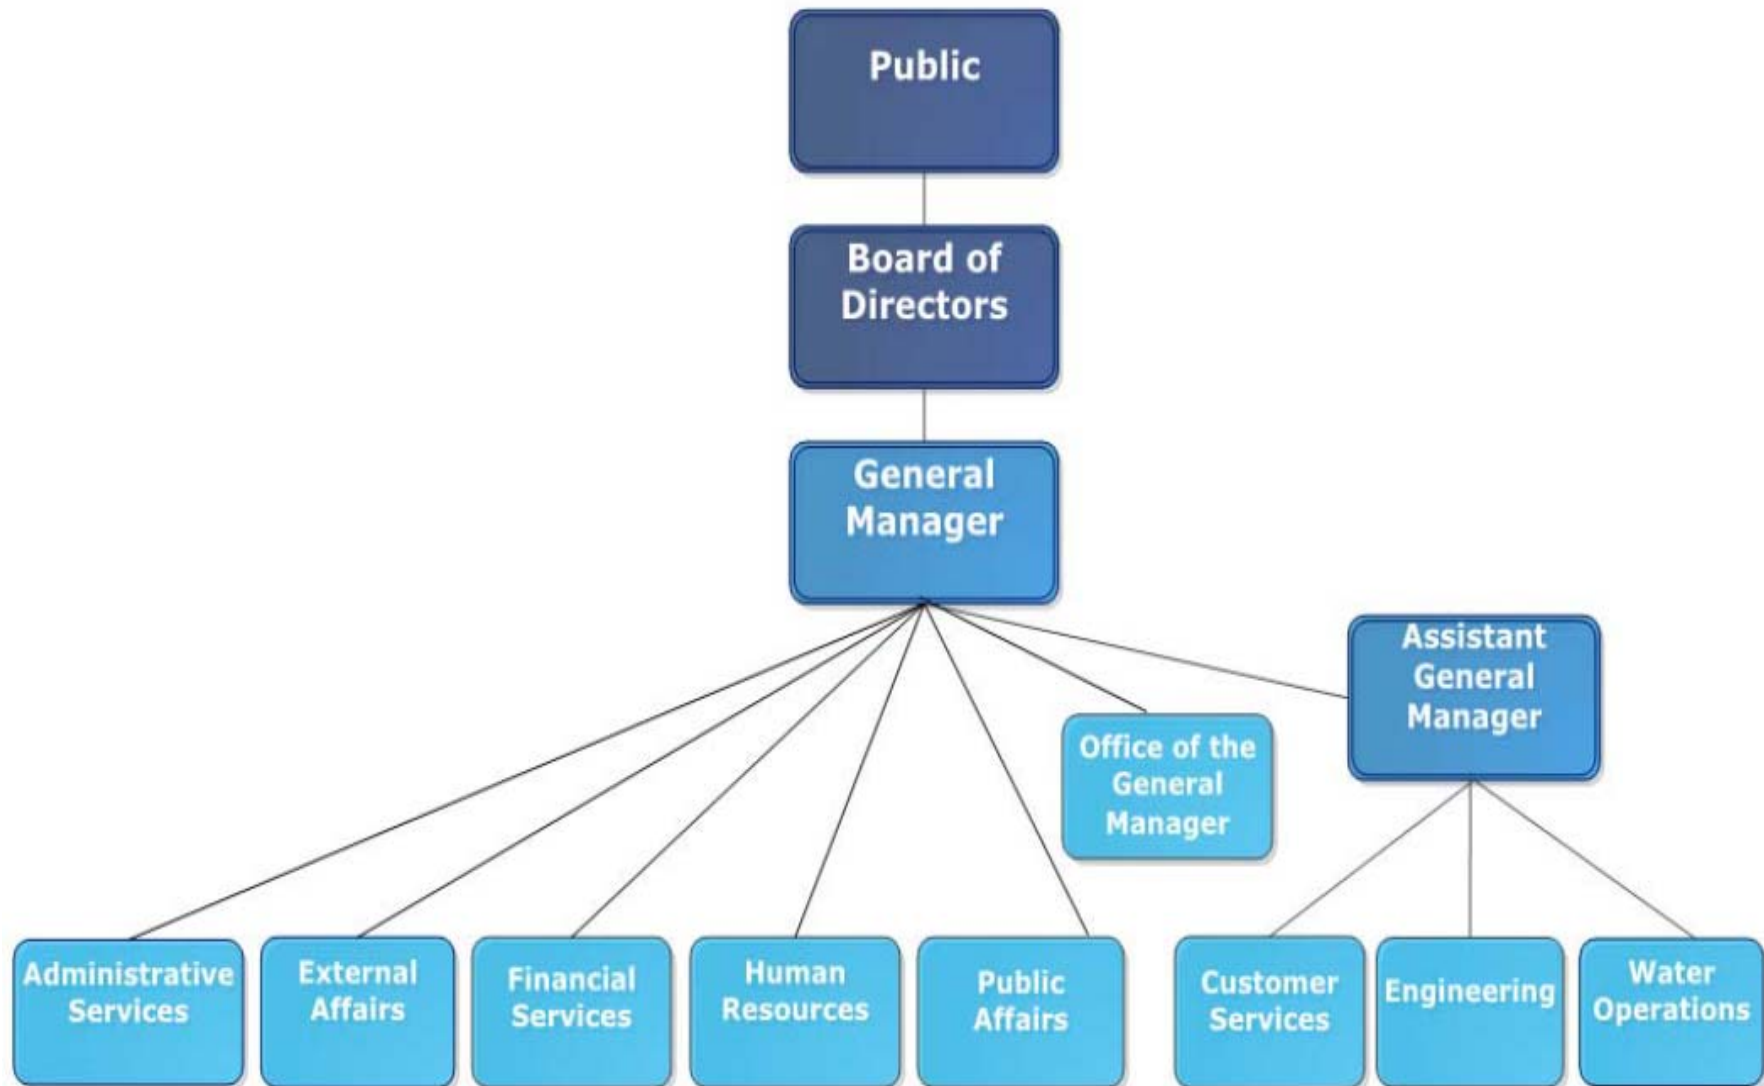 Public
Board of
Directors
General
Manager
Assistant
General
Manager
Office of the
General
Manager
Administrative
Services
External
Affairs
Financial
Services
Human
Resources
Public
Affairs
Customer
Services
Engineering
Water
Operations